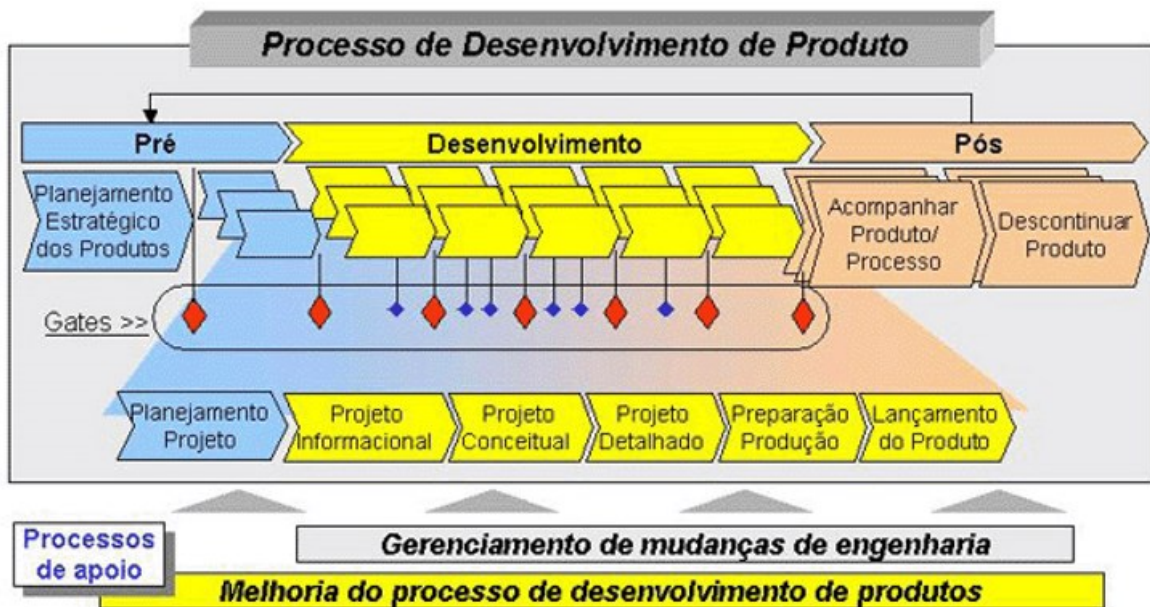 Processo de Desenvolvimento de Produto
Pré
Desenvolvimento
Pós
Planejamento
Estratégico
dos Produtos
Acompanhar
Produto/
Processo
Descontinuar
Produto
Gates >>
Planejamento
Projeto
Projeto
Informacional
Projeto
Conceitual
Projeto
Detalhado
Preparação
Produção
Lançamento
do Produto
Processos
de apoio
Gerenciamento de mudanças de engenharia
Melhoria do processo de desenvolvimento de produtos